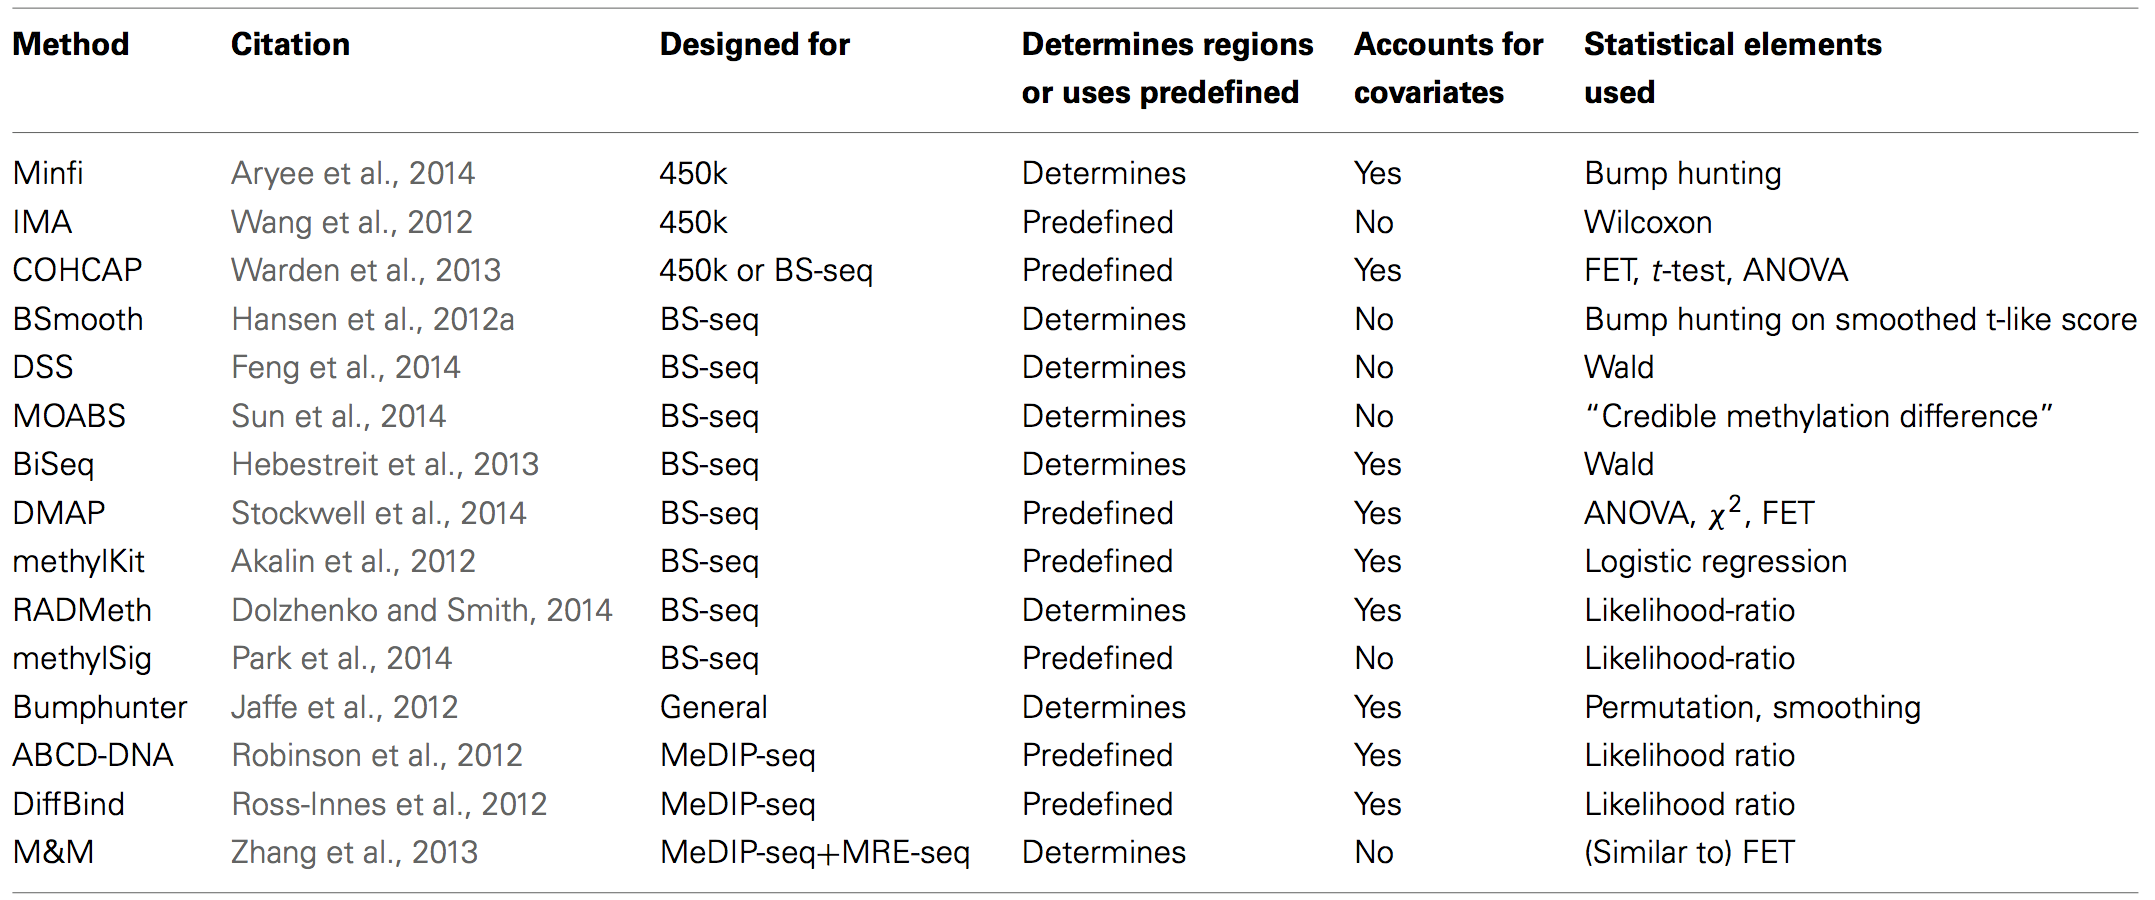 Method Citation Designed for Determines regions Accounts for Statistical elements
or uses predefined covariates used
Minfi Aryee et al., 2014 450k Determines Yes Bump hunting
IMA Wang et al., 2012 450k Predefined No Wilcoxon
COHCAP Warden et al., 2013 450k or BS-seq Predefined Yes FET, t-test, ANOVA
BSmooth Hansen et al., 2012a BS-seq Determines No Bump hunting on smoothed t-like score
DSS Feng et al., 2014 BS-seq Determines No Wald
MOABS Sun et al., 2014 BS-seq Determines No “Credible methylation difference”
BiSeq Hebestreit et al., 2013 BS-seq Determines Yes Wald
DMAP Stockwell et al., 2014 BS-seq Predefined Yes ANOVA, χ², FET
methylKit Akalin et al., 2012 BS-seq Predefined Yes Logistic regression
RADMeth Dolzhenko and Smith, 2014 BS-seq Determines Yes Likelihood-ratio
methylSig Park et al., 2014 BS-seq Predefined No Likelihood-ratio
Bumphunter Jaffe et al., 2012 General Determines Yes Permutation, smoothing
ABCD-DNA Robinson et al., 2012 MeDIP-seq Predefined Yes Likelihood ratio
DiffBind Ross-Innes et al., 2012 MeDIP-seq Predefined Yes Likelihood ratio
M&M Zhang et al., 2013 MeDIP-seq+MRE-seq Determines No (Similar to) FET